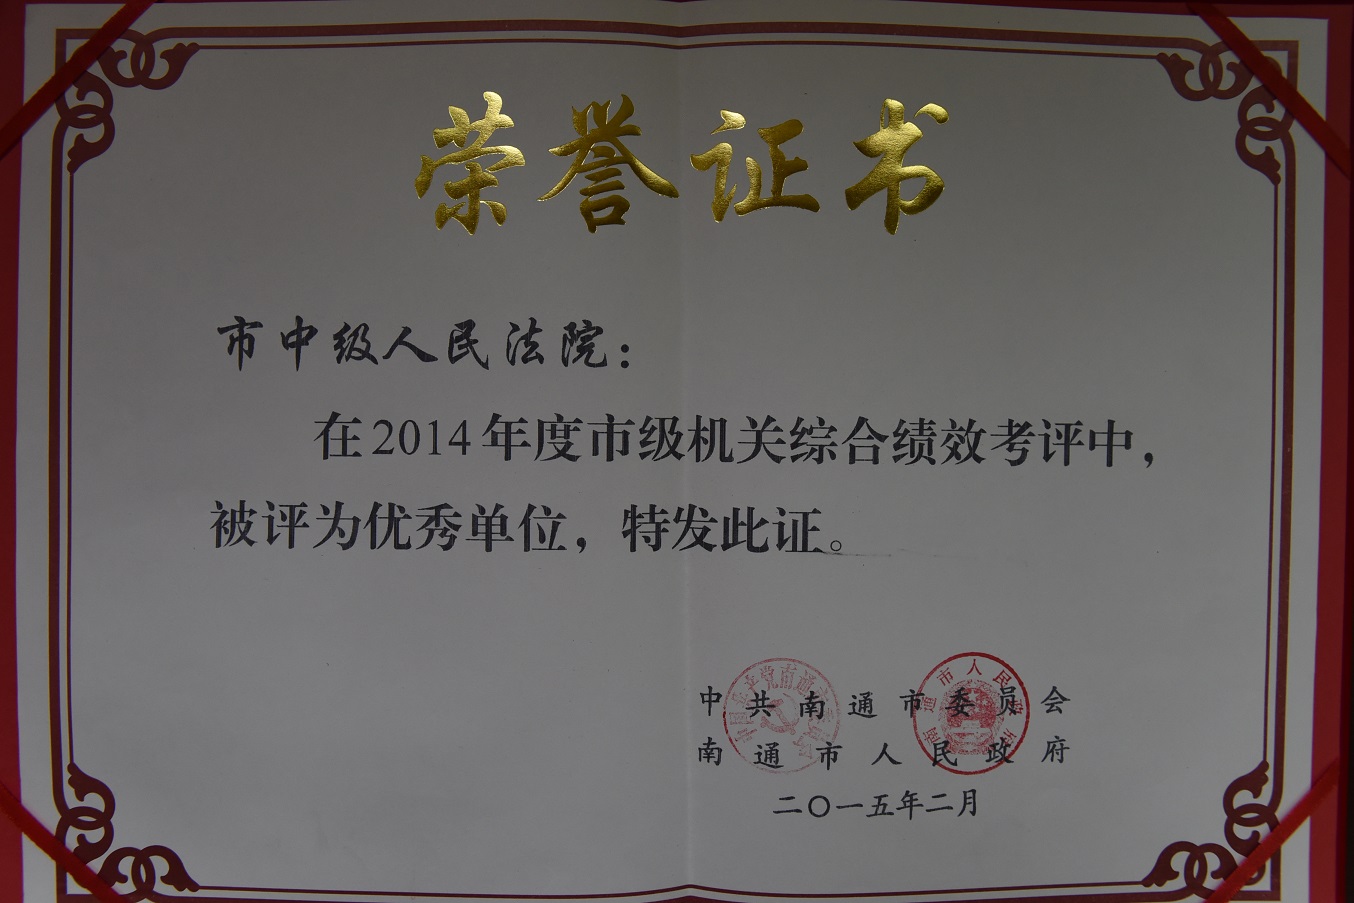 荣誉证书
市中级人民法院：
在2014年度市级机关综合绩效考评中，
被评为优秀单位，特发此证。
中共南通市委员会
南通市人民政府
二〇一五年二月